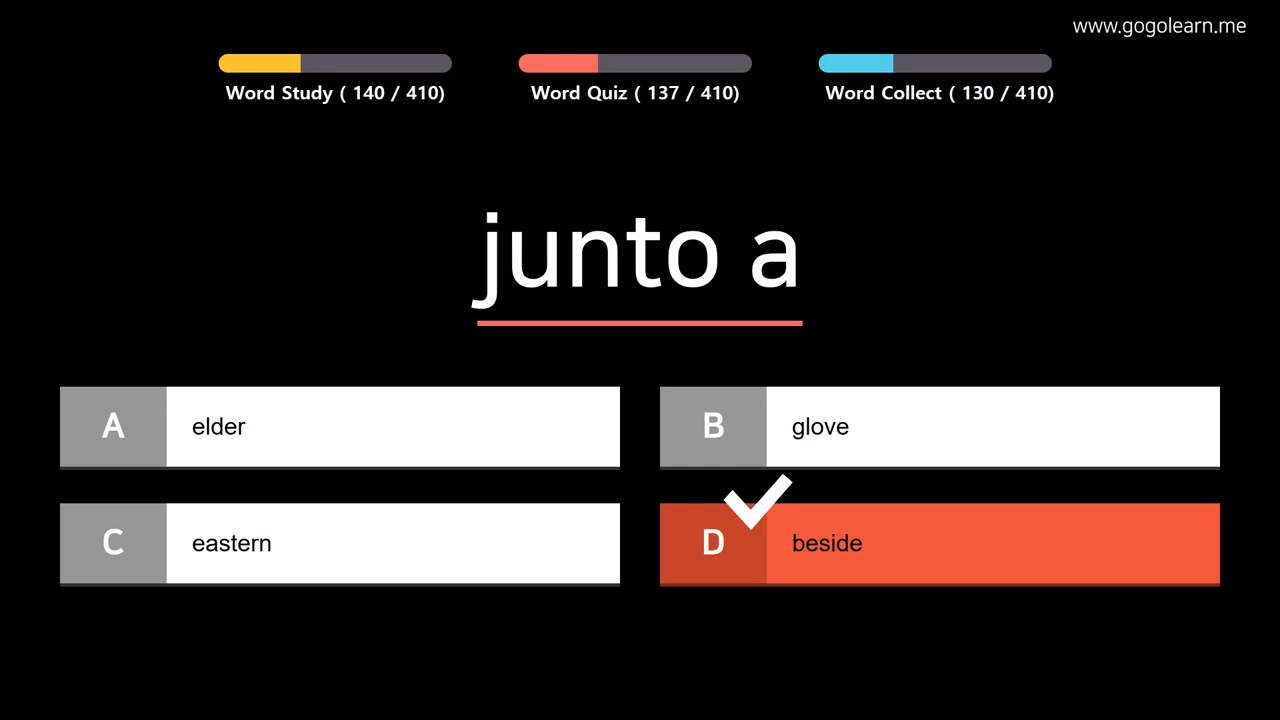 www.gogolearn.me
Word Study ( 140 / 410)
Word Quiz ( 137 / 410)
Word Collect ( 130 / 410)
junto a
A elder
B glove
C eastern
D beside